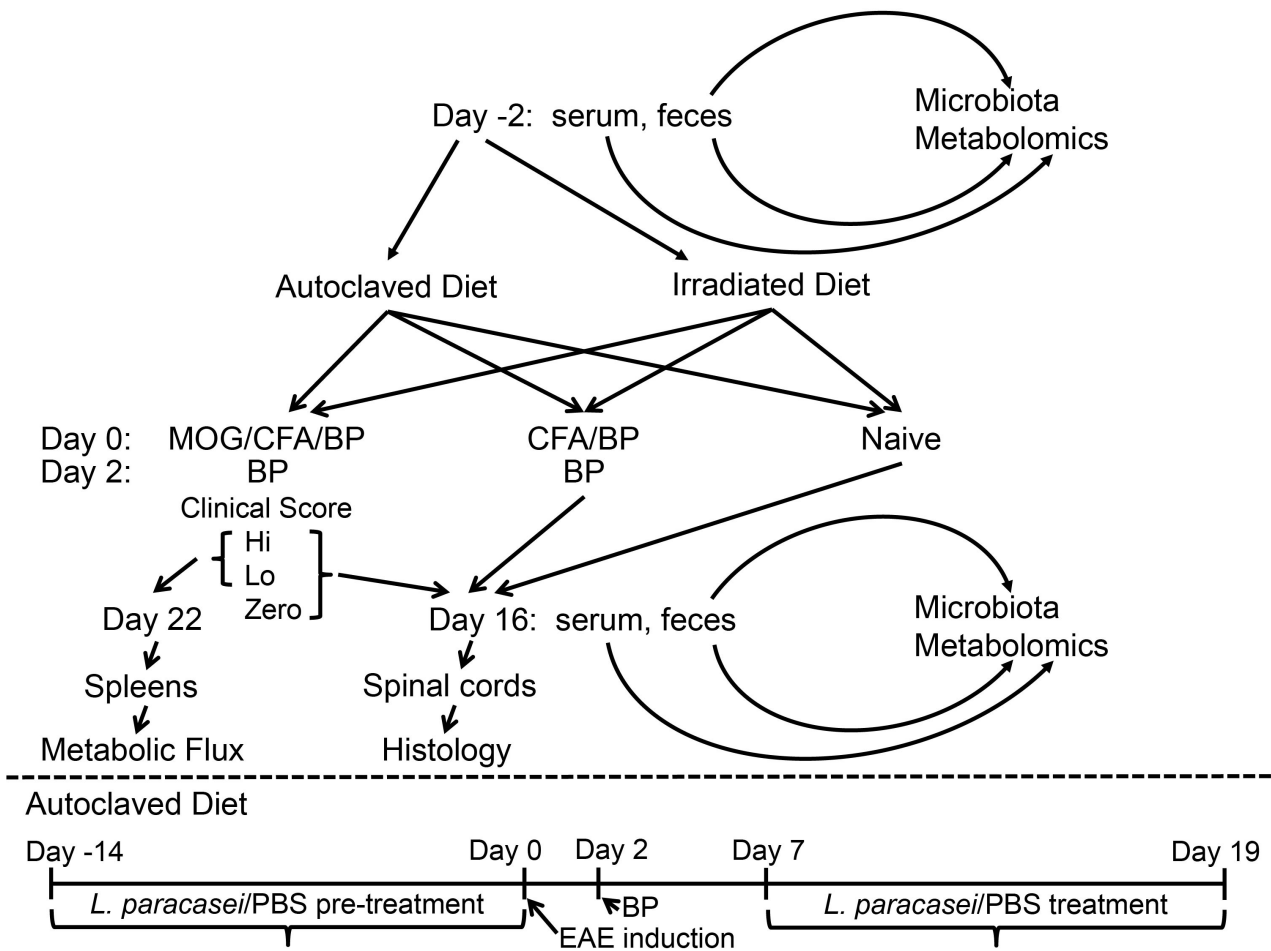 Day -2: serum, feces
Microbiota
Metabolomics
Autoclaved Diet
Irradiated Diet
Day 0: MOG/CFA/BP CFA/BP Naive
Day 2: BP BP
Clinical Score
Hi
Lo
Zero
Day 22
Day 16: serum, feces
Microbiota
Metabolomics
Spleens
Spinal cords
Metabolic Flux
Histology
Autoclaved Diet
Day -14 Day 0 Day 2 Day 7 Day 19
L. paracasei/PBS pre-treatment
BP
EAE induction
L. paracasei/PBS treatment